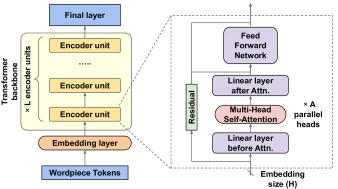 Final layer
Transformer
backbone
× L encoder units
Encoder unit
Encoder unit
.....
Encoder unit
Embedding layer
Wordpiece Tokens
Feed
Forward
Network
Linear layer
after Attn.
Residual
Multi-Head
Self-Attention
× A
parallel
heads
Linear layer
before Attn.
Embedding
size (H)